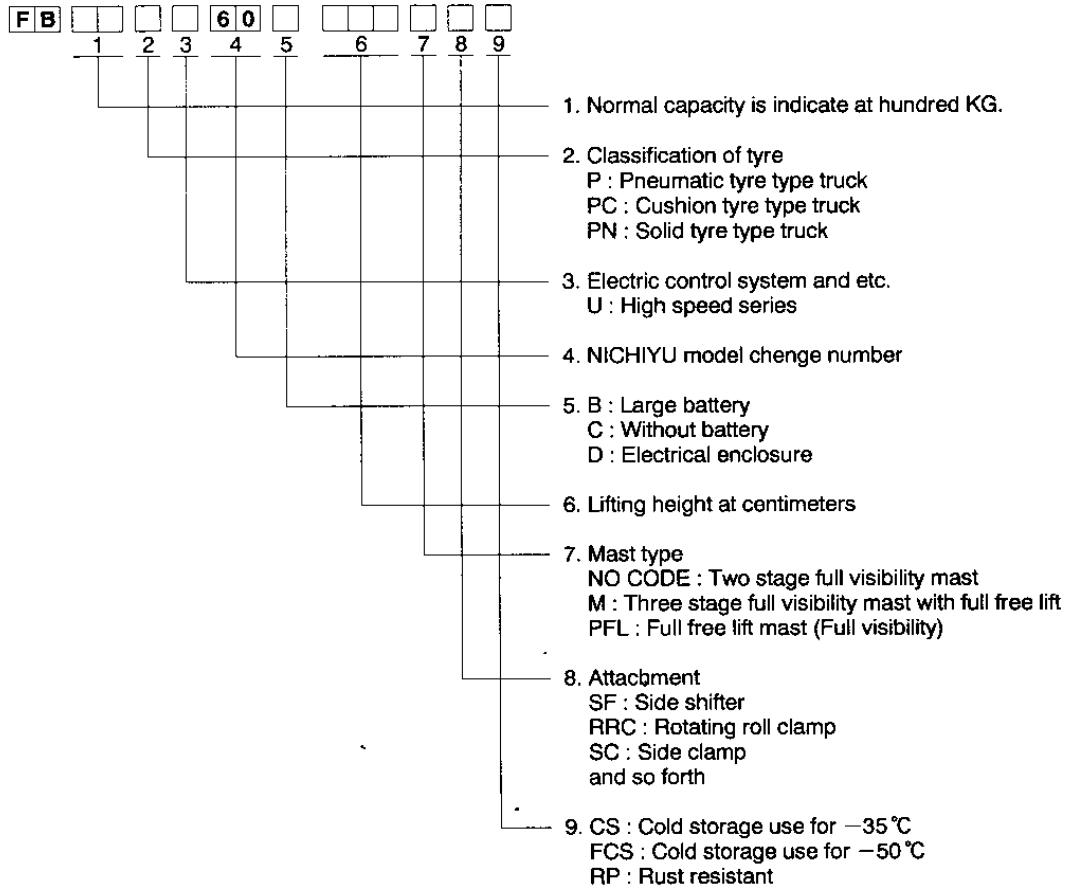 FB 60
1 2 3 4 5 6 7 8 9
1. Normal capacity is indicate at hundred KG.
2. Classification of tyre
P : Pneumatic tyre type truck
PC : Cushion tyre type truck
PN : Solid tyre type truck
3. Electric control system and etc.
U : High speed series
4. NICHIYU model chenge number
5. B : Large battery
C : Without battery
D : Electrical enclosure
6. Lifting height at centimeters
7. Mast type
NO CODE : Two stage full visibility mast
M : Three stage full visibility mast with full free lift
PFL : Full free lift mast (Full visibility)
8. Attachment
SF : Side shifter
RRC : Rotating roll clamp
SC : Side clamp
and so forth
9. CS : Cold storage use for −35℃
FCS : Cold storage use for −50℃
RP : Rust resistant